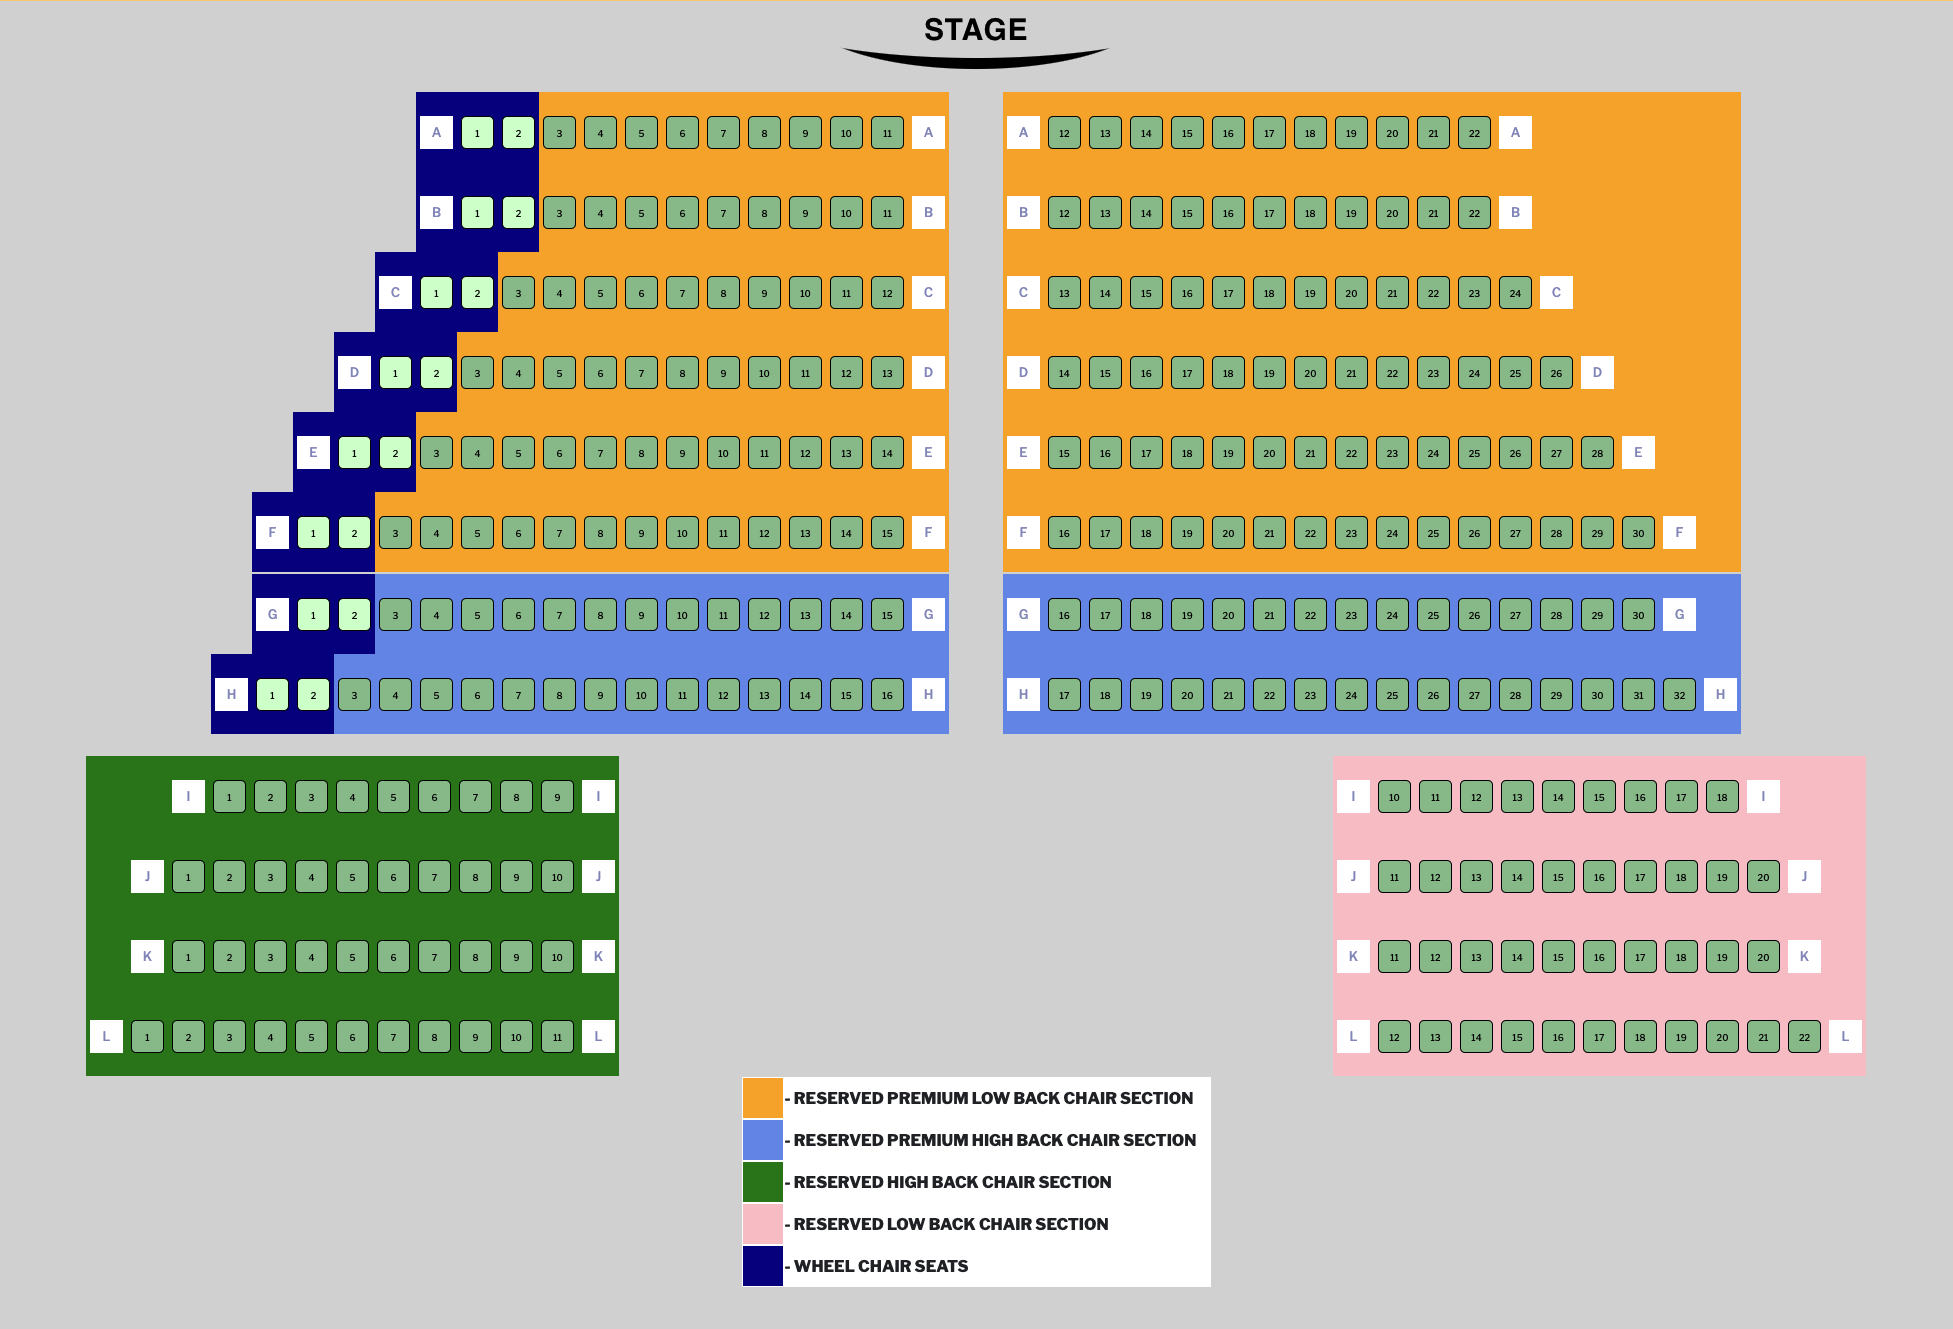 STAGE
A 1 2 3 4 5 6 7 8 9 10 11 A A 12 13 14 15 16 17 18 19 20 21 22 A
B 1 2 3 4 5 6 7 8 9 10 11 B B 12 13 14 15 16 17 18 19 20 21 22 B
C 1 2 3 4 5 6 7 8 9 10 11 12 C C 13 14 15 16 17 18 19 20 21 22 23 24 C
D 1 2 3 4 5 6 7 8 9 10 11 12 13 D D 14 15 16 17 18 19 20 21 22 23 24 25 26 D
E 1 2 3 4 5 6 7 8 9 10 11 12 13 14 E E 15 16 17 18 19 20 21 22 23 24 25 26 27 28 E
F 1 2 3 4 5 6 7 8 9 10 11 12 13 14 15 F F 16 17 18 19 20 21 22 23 24 25 26 27 28 29 30 F
G 1 2 3 4 5 6 7 8 9 10 11 12 13 14 15 G G 16 17 18 19 20 21 22 23 24 25 26 27 28 29 30 G
H 1 2 3 4 5 6 7 8 9 10 11 12 13 14 15 16 H H 17 18 19 20 21 22 23 24 25 26 27 28 29 30 31 32 H
I 1 2 3 4 5 6 7 8 9 I I 10 11 12 13 14 15 16 17 18 I
J 1 2 3 4 5 6 7 8 9 10 J J 11 12 13 14 15 16 17 18 19 20 J
K 1 2 3 4 5 6 7 8 9 10 K K 11 12 13 14 15 16 17 18 19 20 K
L 1 2 3 4 5 6 7 8 9 10 11 L L 12 13 14 15 16 17 18 19 20 21 22 L
- RESERVED PREMIUM LOW BACK CHAIR SECTION
- RESERVED PREMIUM HIGH BACK CHAIR SECTION
- RESERVED HIGH BACK CHAIR SECTION
- RESERVED LOW BACK CHAIR SECTION
- WHEEL CHAIR SEATS